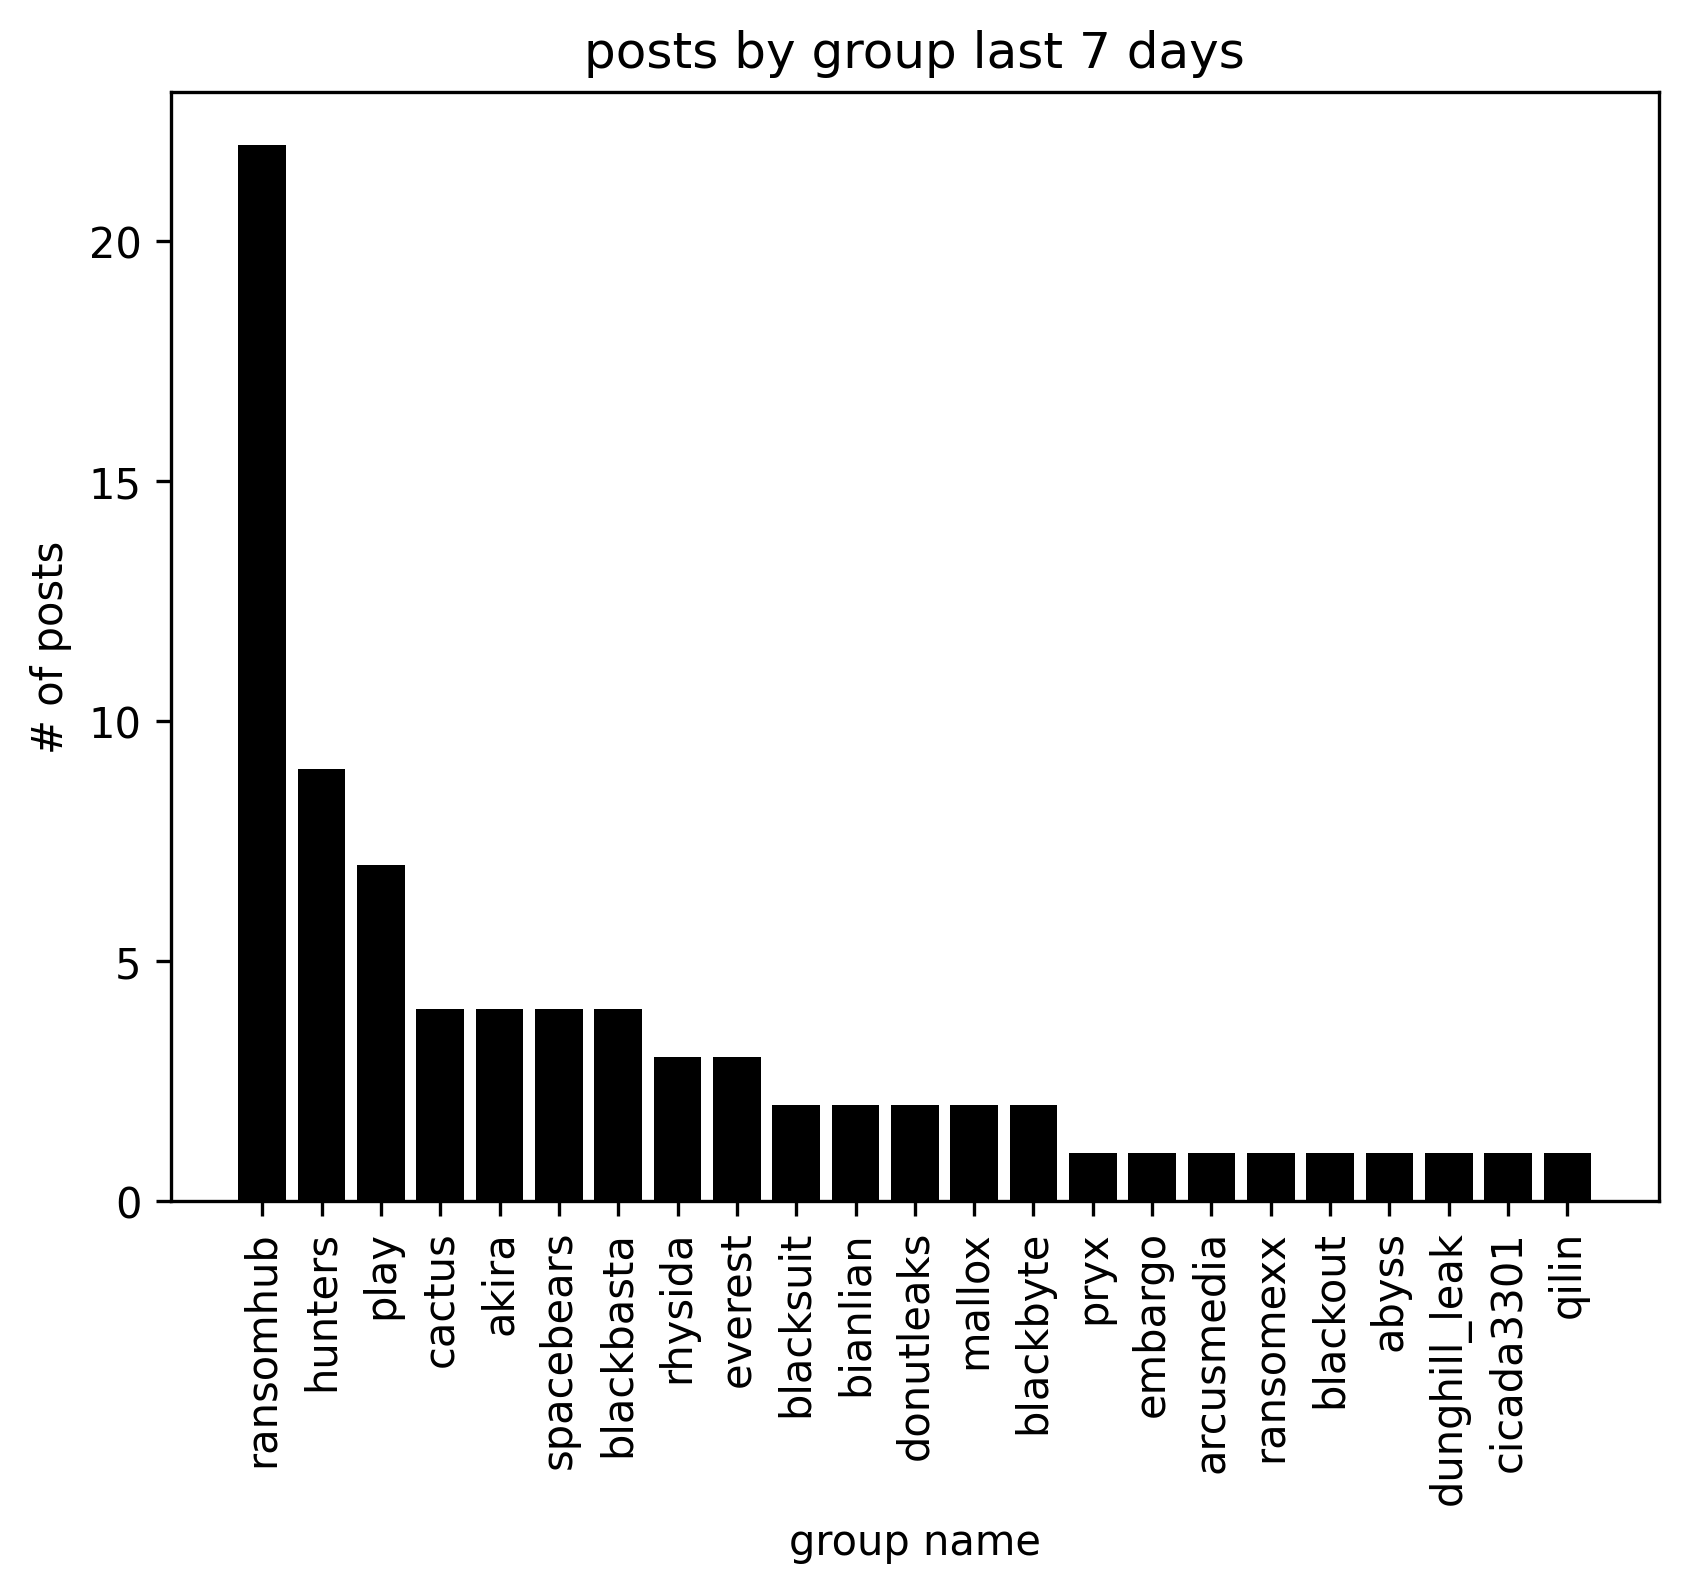 posts by group last 7 days
# of posts
20
15
10
5
0
ransomhub
hunters
play
cactus
akira
spacebears
blackbasta
rhysida
everest
blacksuit
bianlian
donutleaks
mallox
blackbyte
pryx
embargo
arcusmedia
ransomexx
blackout
abyss
dunghill_leak
cicada3301
qilin
group name